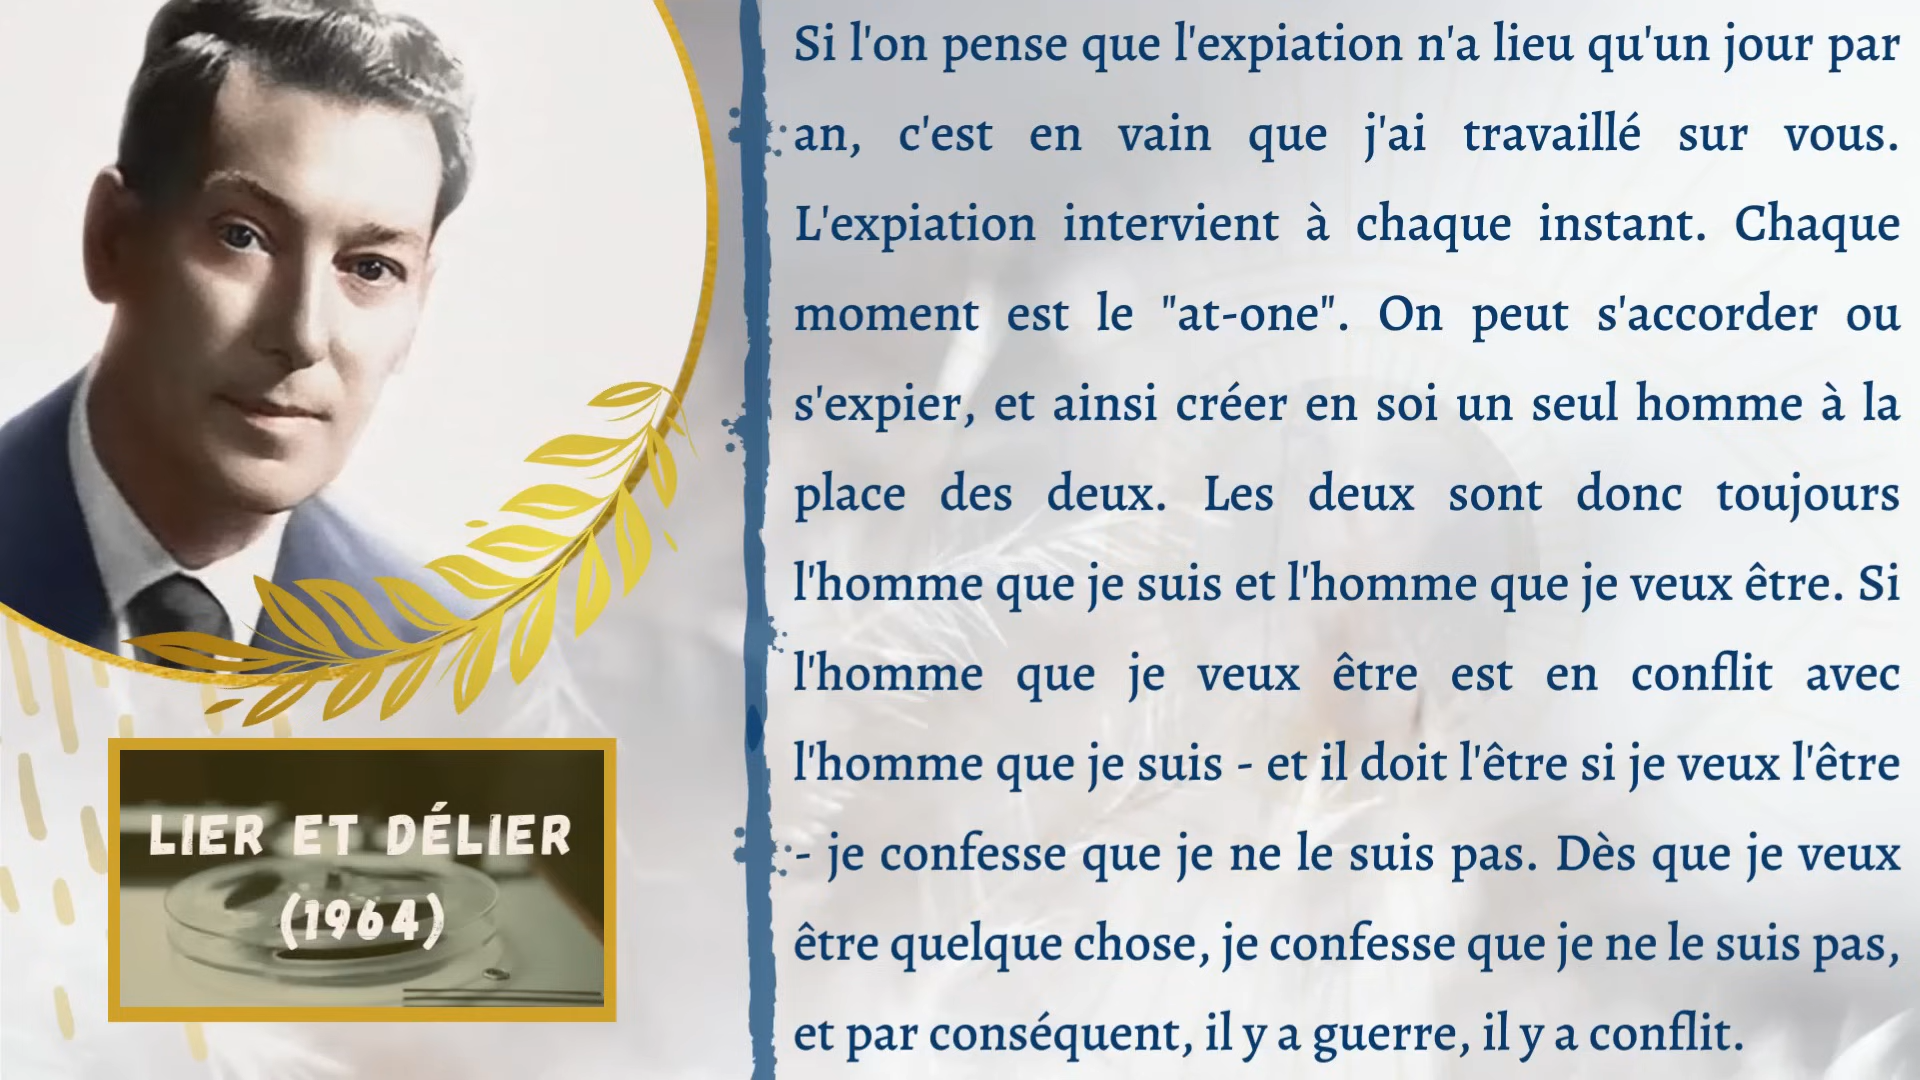 LIER ET DÉLIER
(1964)
Si l'on pense que l'expiation n'a lieu qu'un jour par
an, c'est en vain que j'ai travaillé sur vous.
L'expiation intervient à chaque instant. Chaque
moment est le "at-one". On peut s'accorder ou
s'expier, et ainsi créer en soi un seul homme à la
place des deux. Les deux sont donc toujours
l'homme que je suis et l'homme que je veux être. Si
l'homme que je veux être est en conflit avec
l'homme que je suis - et il doit l'être si je veux l'être
- je confesse que je ne le suis pas. Dès que je veux
être quelque chose, je confesse que je ne le suis pas,
et par conséquent, il y a guerre, il y a conflit.